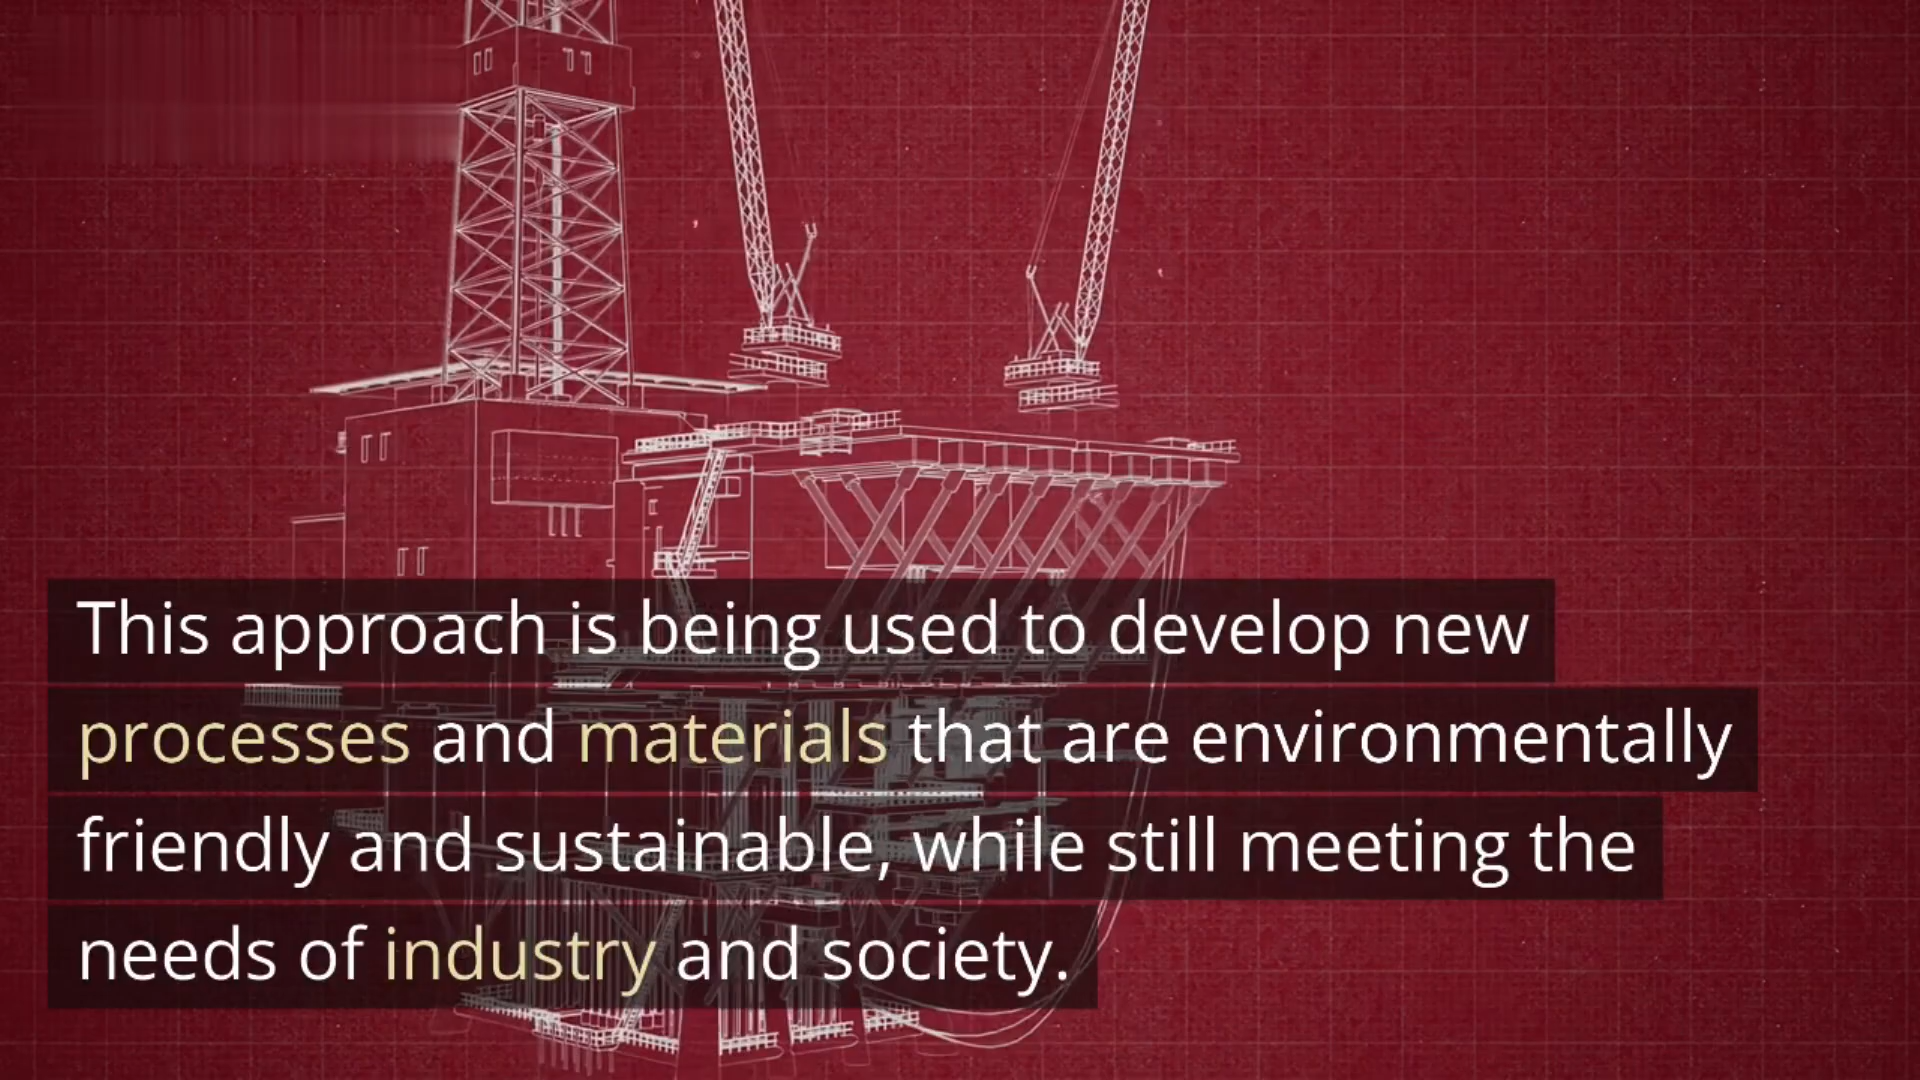 This approach is being used to develop new
processes and materials that are environmentally
friendly and sustainable, while still meeting the
needs of industry and society.